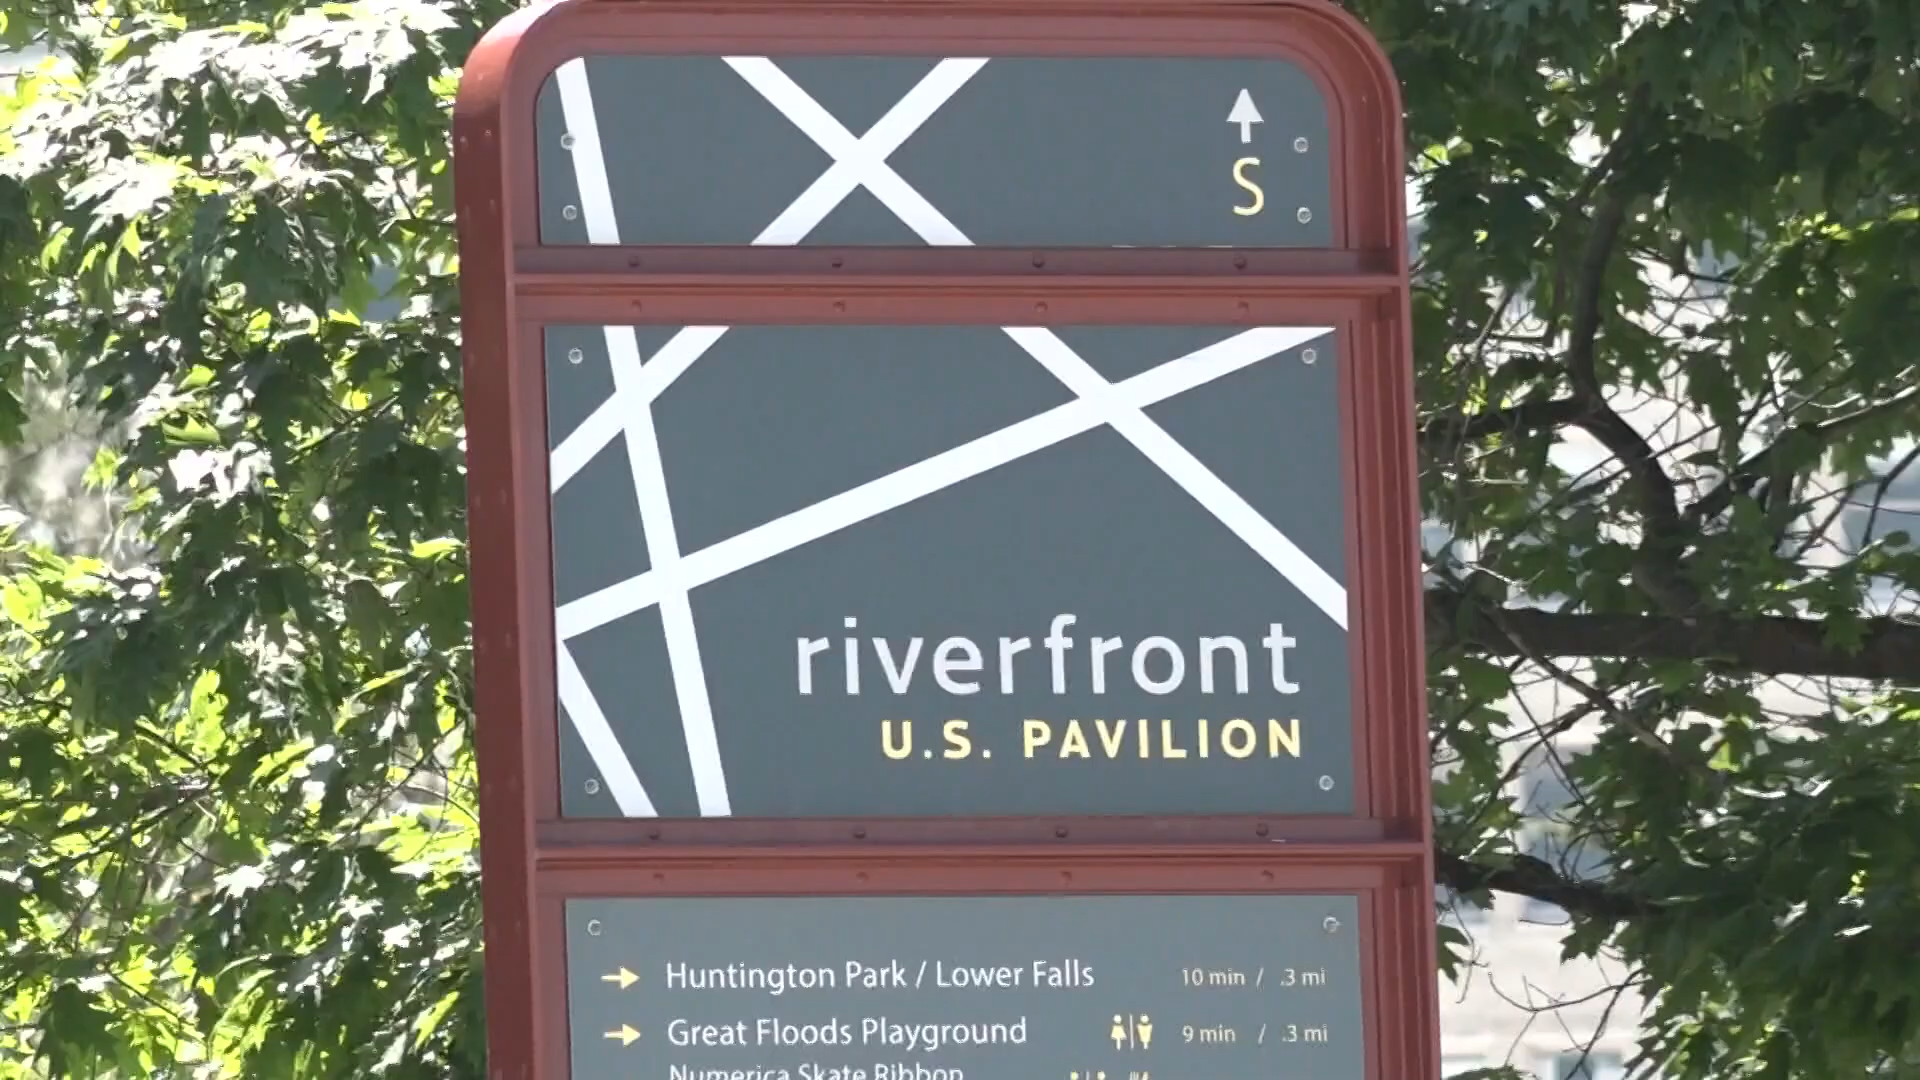 S
riverfront
U.S. PAVILION
Huntington Park / Lower Falls 10 min / .3 mi
Great Floods Playground 9 min / .3 mi
Numerica Skate Ribbon